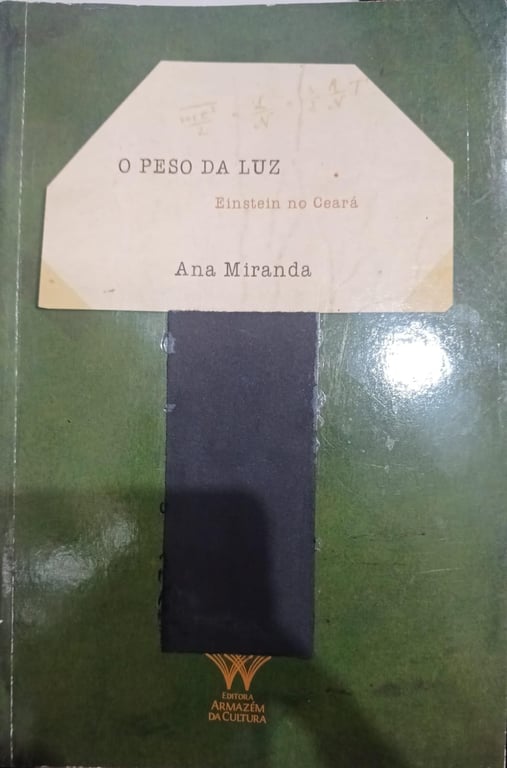 O PESO DA LUZ
Einstein no Ceará
Ana Miranda
EDITORA
ARMAZÉM
DA CULTURA